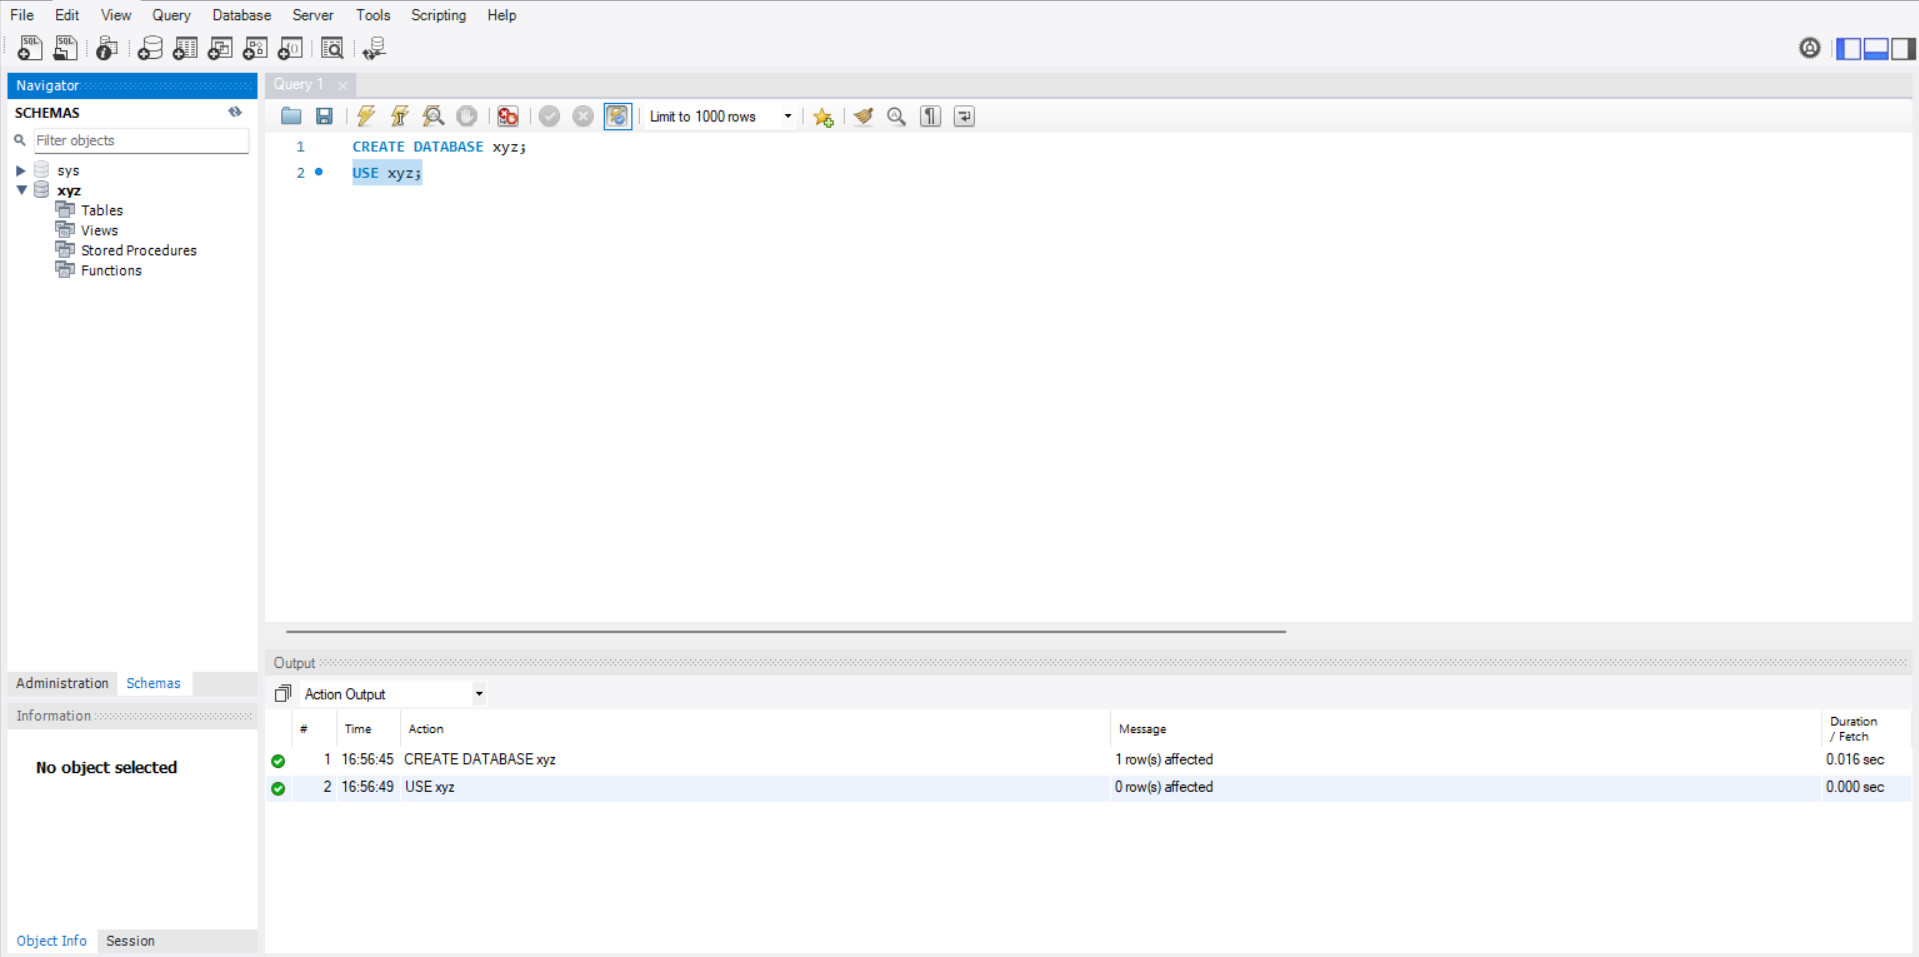 File Edit View Query Database Server Tools Scripting Help
SQL SQL
Navigator
SCHEMAS
Filter objects
sys
xyz
Tables
Views
Stored Procedures
Functions
Administration Schemas
Information
No object selected
Object Info Session
Query 1
Limit to 1000 rows
1 CREATE DATABASE xyz;
2 USE xyz;
Output
Action Output
# Time Action Message Duration / Fetch
1 16:56:45 CREATE DATABASE xyz 1 row(s) affected 0.016 sec
2 16:56:49 USE xyz 0 row(s) affected 0.000 sec